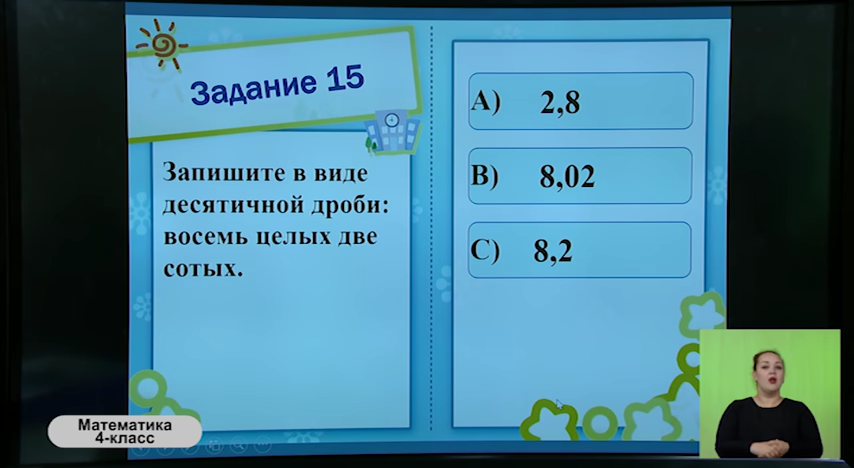 Задание 15
Запишите в виде
десятичной дроби:
восемь целых две
сотых.
A) 2,8
B) 8,02
C) 8,2
Математика
4-класс